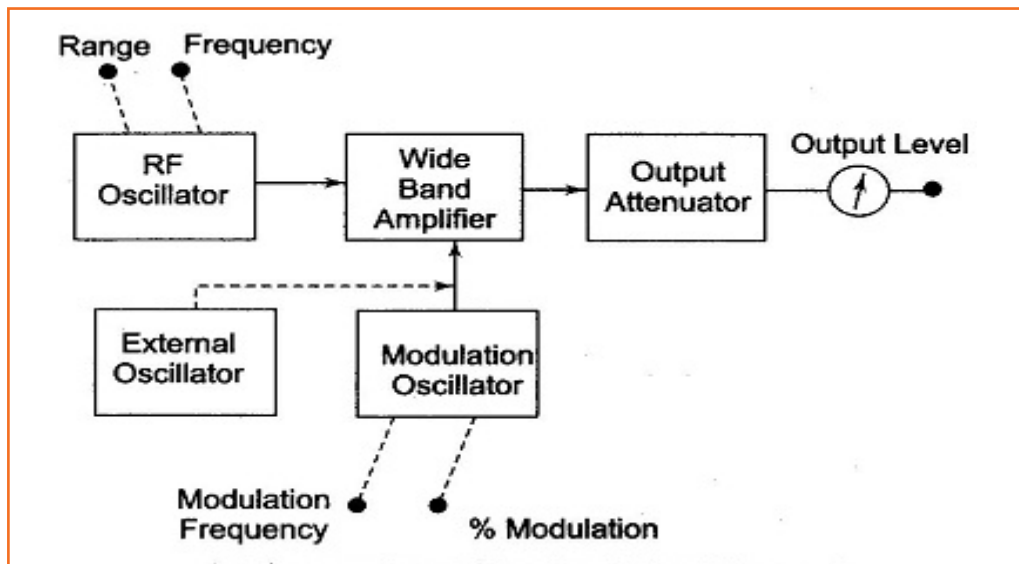 Range
Frequency
RF
Oscillator
Wide
Band
Amplifier
Output
Attenuator
Output Level
External
Oscillator
Modulation
Oscillator
Modulation
Frequency
% Modulation